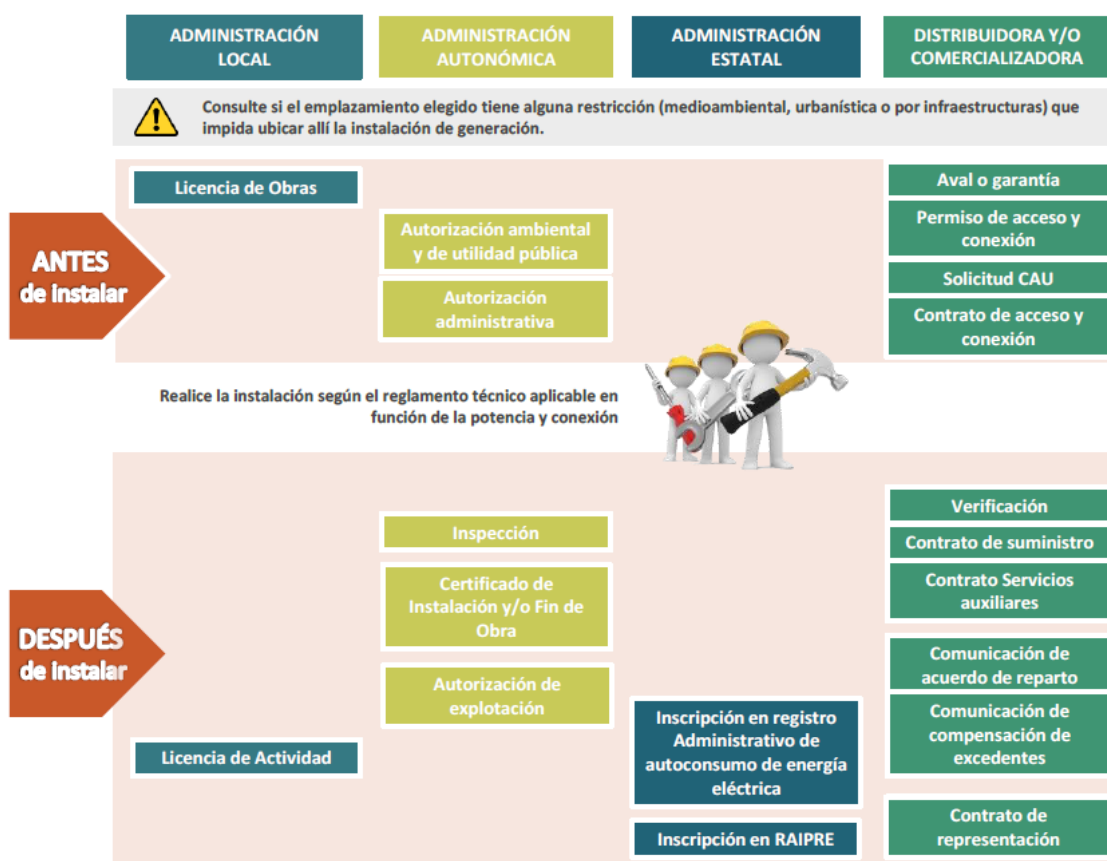 ADMINISTRACIÓN
LOCAL
ADMINISTRACIÓN
AUTONÓMICA
ADMINISTRACIÓN
ESTATAL
DISTRIBUIDORA Y/O
COMERCIALIZADORA
Consulte si el emplazamiento elegido tiene alguna restricción (medioambiental, urbanística o por infraestructuras) que
impida ubicar allí la instalación de generación.
ANTES
de instalar
Licencia de Obras
Autorización ambiental
y de utilidad pública
Autorización
administrativa
Aval o garantía
Permiso de acceso y
conexión
Solicitud CAU
Contrato de acceso y
conexión
Realice la instalación según el reglamento técnico aplicable en
función de la potencia y conexión
DESPUÉS
de instalar
Licencia de Actividad
Inspección
Certificado de
Instalación y/o Fin de
Obra
Autorización de
explotación
Inscripción en registro
Administrativo de
autoconsumo de energía
eléctrica
Inscripción en RAIPRE
Verificación
Contrato de suministro
Contrato Servicios
auxiliares
Comunicación de
acuerdo de reparto
Comunicación de
compensación de
excedentes
Contrato de
representación